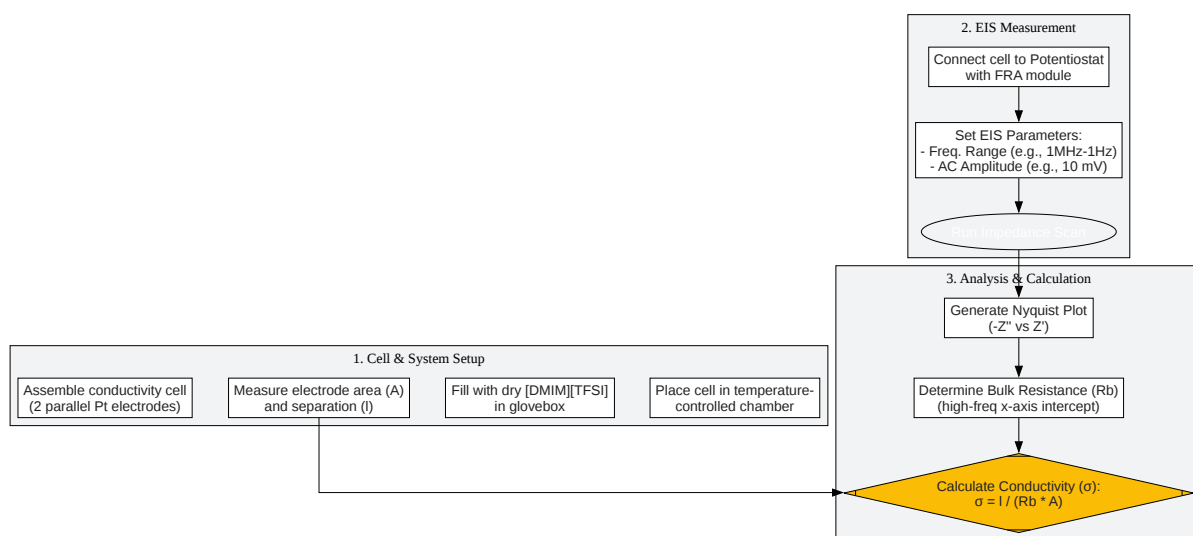 2. EIS Measurement
Connect cell to Potentiostat
with FRA module
Set EIS Parameters:
- Freq. Range (e.g., 1MHz-1Hz)
- AC Amplitude (e.g., 10 mV)
Run Impedance Scan
3. Analysis & Calculation
Generate Nyquist Plot
(-Z'' vs Z')
1. Cell & System Setup
Assemble conductivity cell
(2 parallel Pt electrodes)
Measure electrode area (A)
and separation (l)
Fill with dry [DMIM][TFSI]
in glovebox
Place cell in temperature-
controlled chamber
Determine Bulk Resistance (Rb)
(high-freq x-axis intercept)
Calculate Conductivity (σ):
σ = l / (Rb * A)